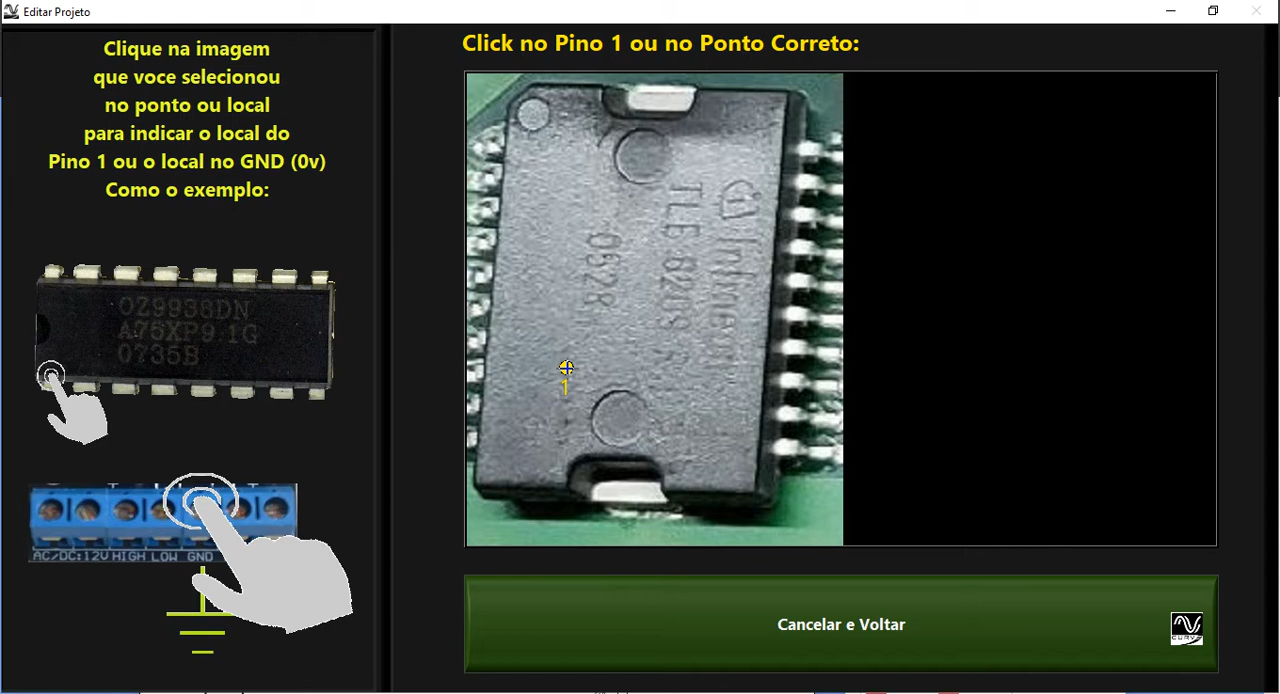 Editar Projeto
Clique na imagem
que voce selecionou
no ponto ou local
para indicar o local do
Pino 1 ou o local no GND (0v)
Como o exemplo:
OZ9938DN
A75XP9.1G
0735B
AC/DC:12V HIGH LOW GND
Click no Pino 1 ou no Ponto Correto:
Infineon
TLE 6209 R
0528
1
Cancelar e Voltar
CURVE